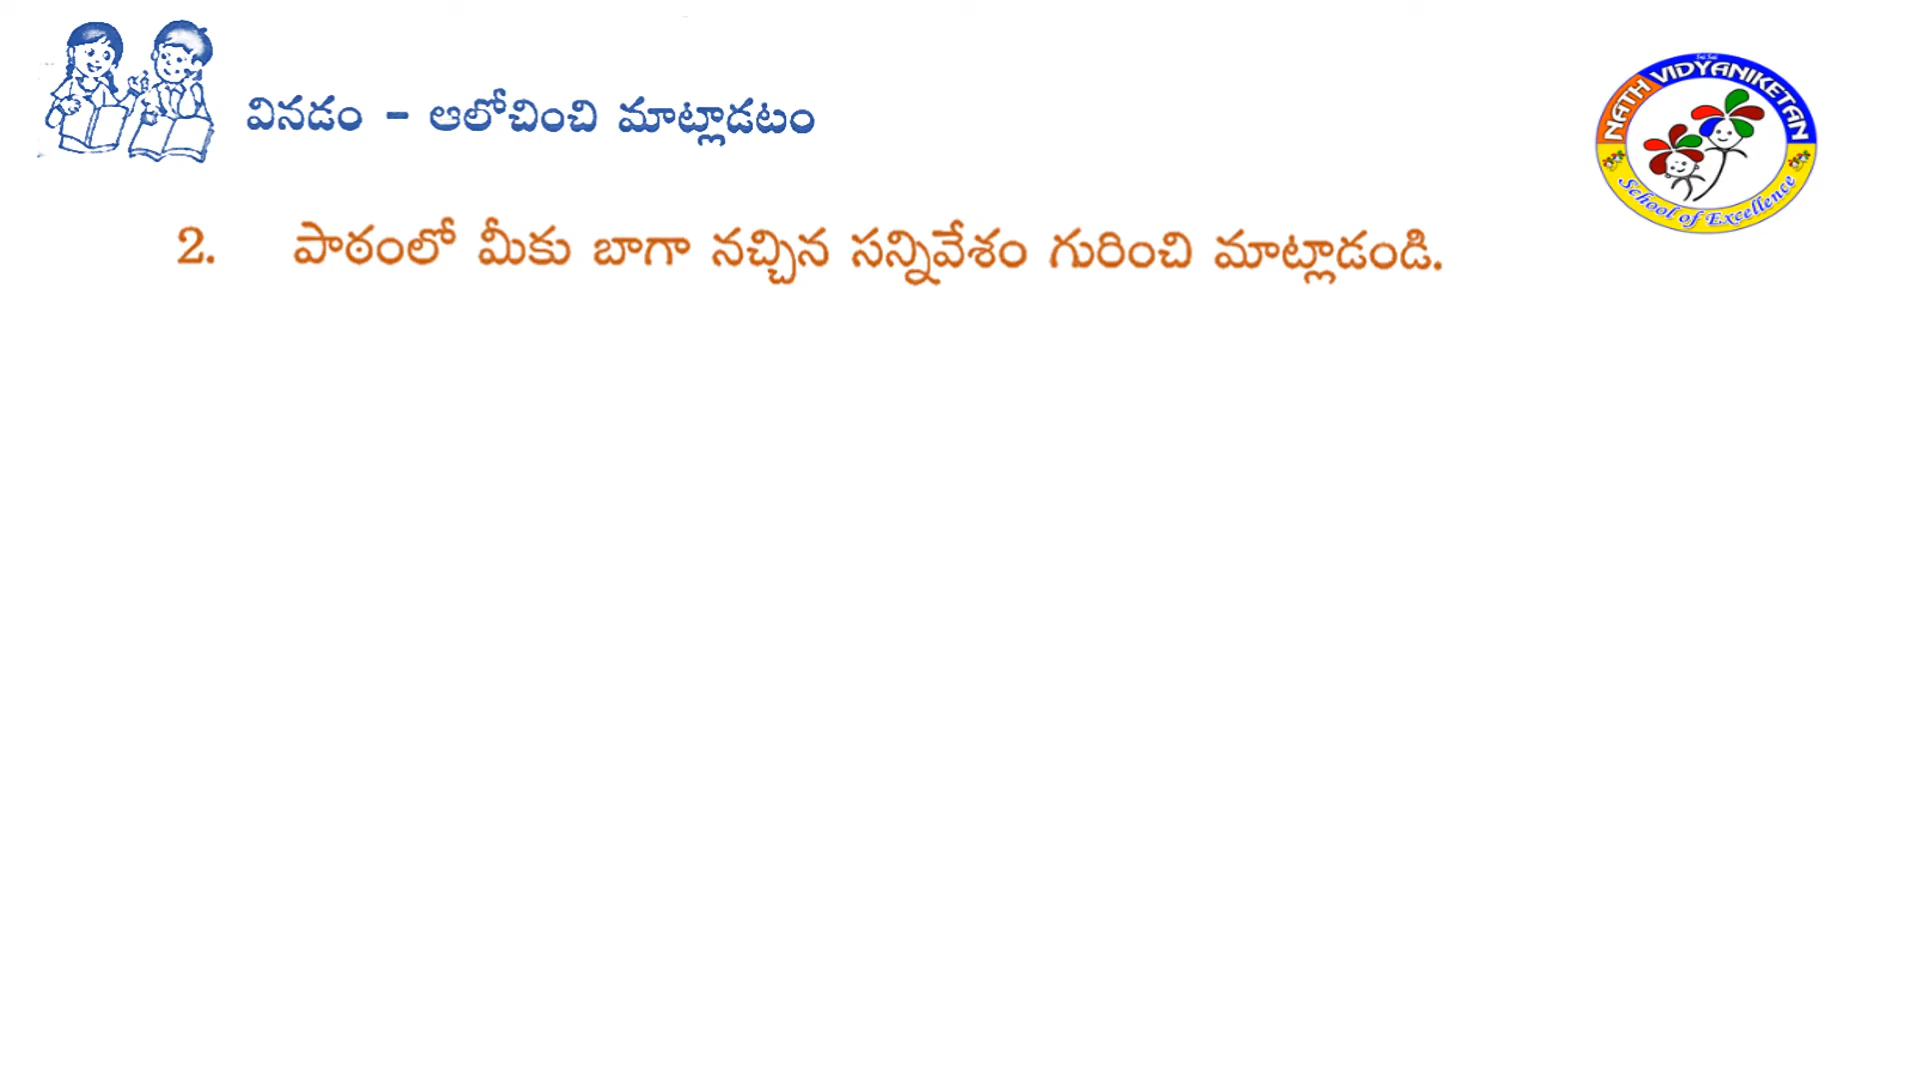 వినడం - ఆలోచించి మాట్లాడటం
NATH VIDYANIKETAN
School of Excellence
2. పాఠంలో మీకు బాగా నచ్చిన సన్నివేశం గురించి మాట్లాడండి.